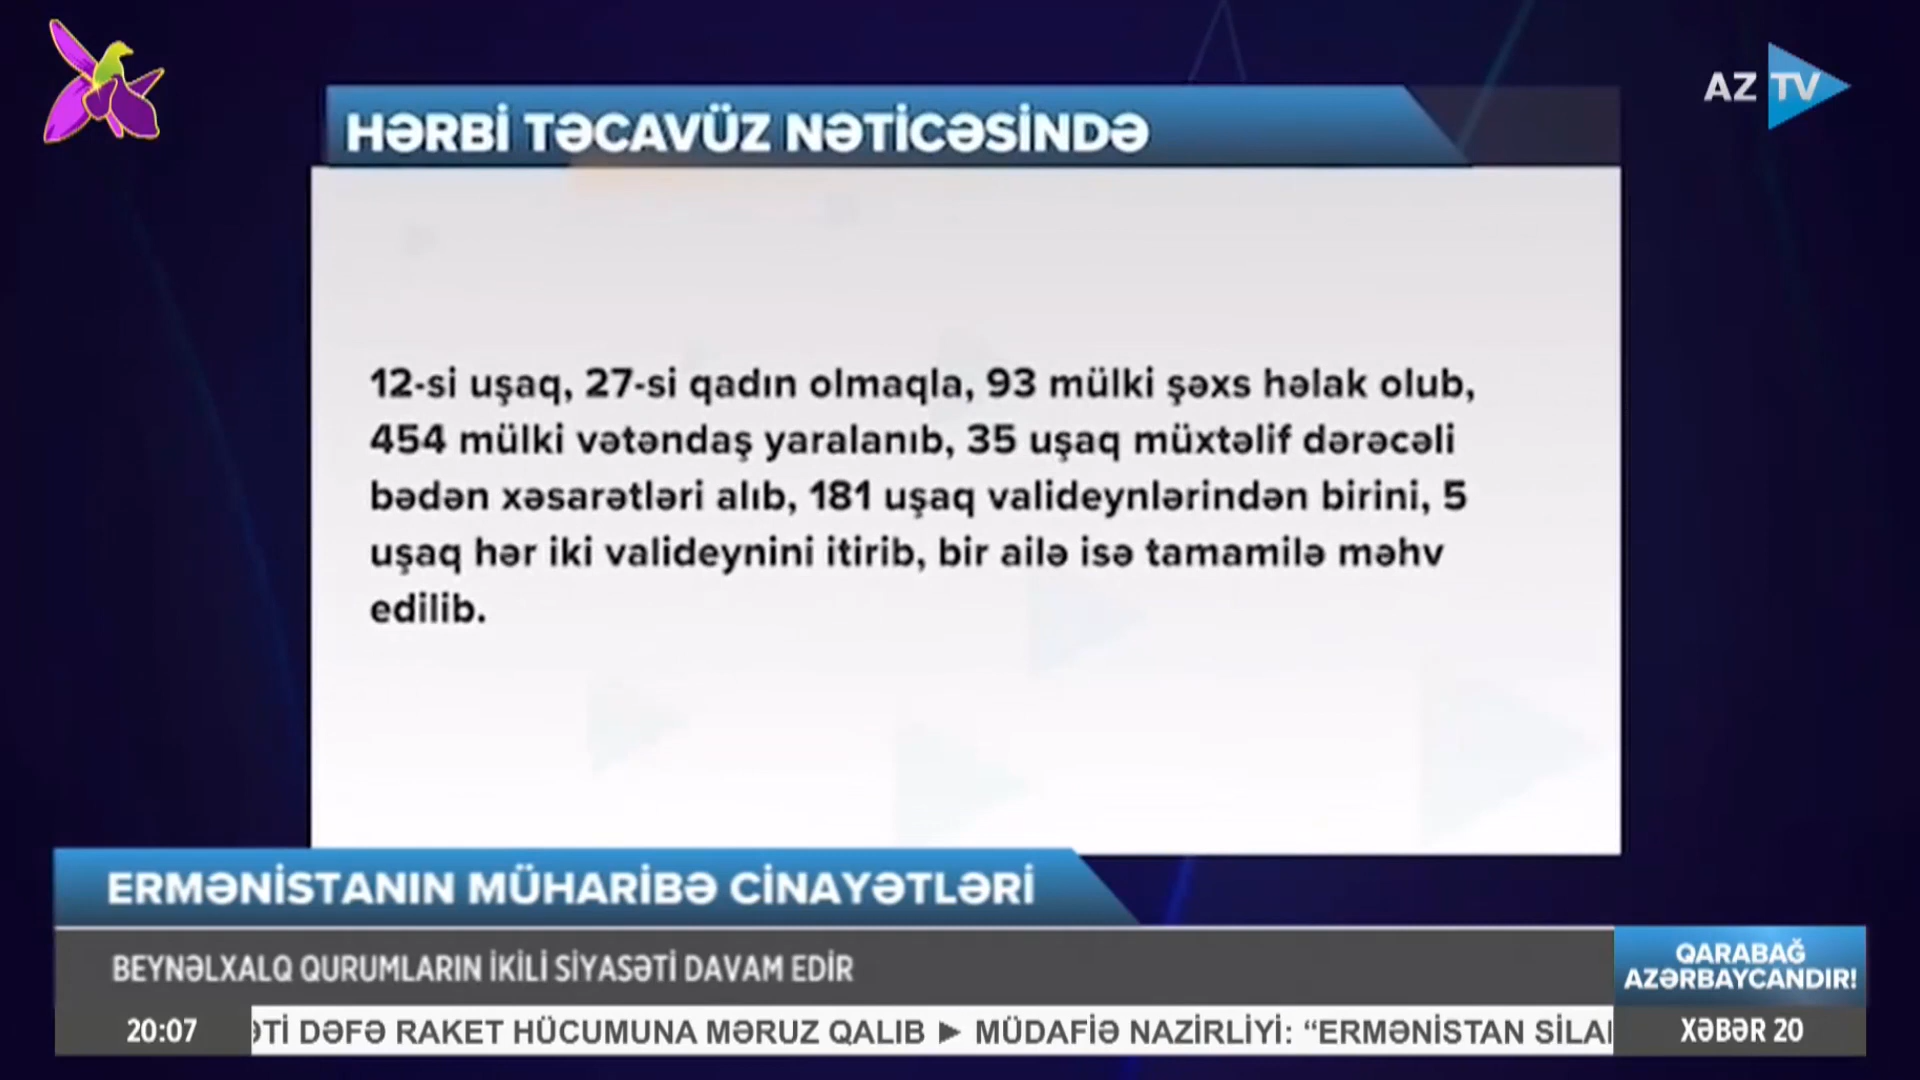 AZ TV
HƏRBİ TƏCAVÜZ NƏTİCƏSİNDƏ
12-si uşaq, 27-si qadın olmaqla, 93 mülki şəxs həlak olub,
454 mülki vətəndaş yaralanıb, 35 uşaq müxtəlif dərəcəli
bədən xəsarətləri alıb, 181 uşaq valideynlərindən birini, 5
uşaq hər iki valideynini itirib, bir ailə isə tamamilə məhv
edilib.
ERMƏNİSTANIN MÜHARİBƏ CİNAYƏTLƏRİ
BEYNƏLXALQ QURUMLARIN İKİLİ SİYASƏTİ DAVAM EDİR
QARABAĞ
AZƏRBAYCANDIR!
20:07
DƏFƏ RAKET HÜCUMUNA MƏRUZ QALIB ► MÜDAFİƏ NAZİRLİYİ: “ERMƏNİSTAN
XƏBƏR 20